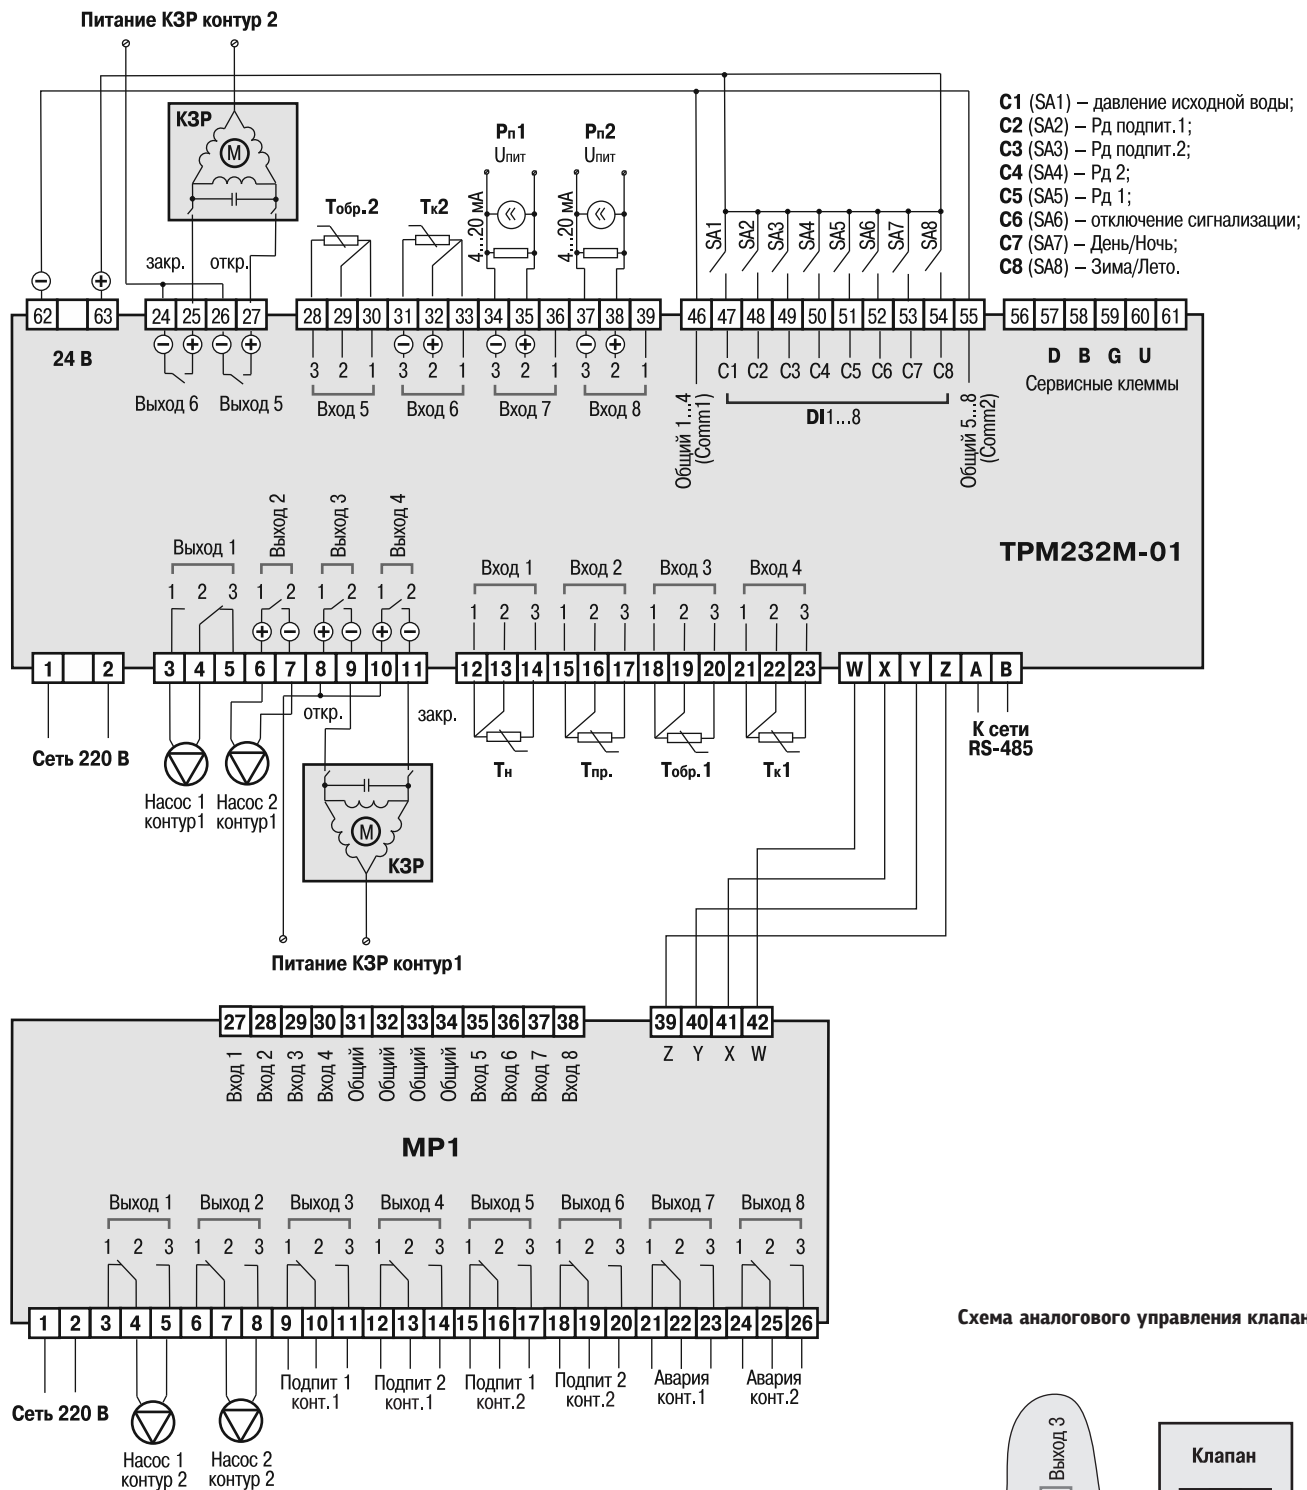 Питание КЗР контур 2
КЗР
M
закр. откр.
Тобр.2
Тк2
Рп1
Uпит
4...20 мА
Рп2
Uпит
4...20 мА
SA1 SA2 SA3 SA4 SA5 SA6 SA7 SA8
C1 (SA1) – давление исходной воды;
C2 (SA2) – Рд подпит.1;
C3 (SA3) – Рд подпит.2;
C4 (SA4) – Рд 2;
C5 (SA5) – Рд 1;
C6 (SA6) – отключение сигнализации;
C7 (SA7) – День/Ночь;
C8 (SA8) – Зима/Лето.
62 63 24 25 26 27 28 29 30 31 32 33 34 35 36 37 38 39 46 47 48 49 50 51 52 53 54 55 56 57 58 59 60 61
24 В
Выход 6 Выход 5
3 2 1 3 2 1 3 2 1 3 2 1
Вход 5 Вход 6 Вход 7 Вход 8
Общий 1...4
(Comm1)
C1 C2 C3 C4 C5 C6 C7 C8
DI1...8
Общий 5...8
(Comm2)
D B G U
Сервисные клеммы
ТРМ232М-01
Выход 1 Выход 2 Выход 3 Выход 4
1 2 3 1 2 1 2 1 2
Вход 1 Вход 2 Вход 3 Вход 4
1 2 3 1 2 3 1 2 3 1 2 3
1 2 3 4 5 6 7 8 9 10 11 12 13 14 15 16 17 18 19 20 21 22 23 W X Y Z A B
Сеть 220 В
Насос 1
контур1
Насос 2
контур1
откр.
закр.
Тн Тпр. Тобр.1 Тк1
К сети
RS-485
M
КЗР
Питание КЗР контур1
27 28 29 30 31 32 33 34 35 36 37 38 39 40 41 42
Вход 1 Вход 2 Вход 3 Вход 4 Общий Общий Общий Общий Вход 5 Вход 6 Вход 7 Вход 8
Z Y X W
МР1
Выход 1 Выход 2 Выход 3 Выход 4 Выход 5 Выход 6 Выход 7 Выход 8
1 2 3 1 2 3 1 2 3 1 2 3 1 2 3 1 2 3 1 2 3 1 2 3
1 2 3 4 5 6 7 8 9 10 11 12 13 14 15 16 17 18 19 20 21 22 23 24 25 26
Сеть 220 В
Насос 1
контур 2
Насос 2
контур 2
Подпит 1
конт.1
Подпит 2
конт.1
Подпит 1
конт.2
Подпит 2
конт.2
Авария
конт.1
Авария
конт.2
Схема аналогового управления клапан
Выход 3
Клапан